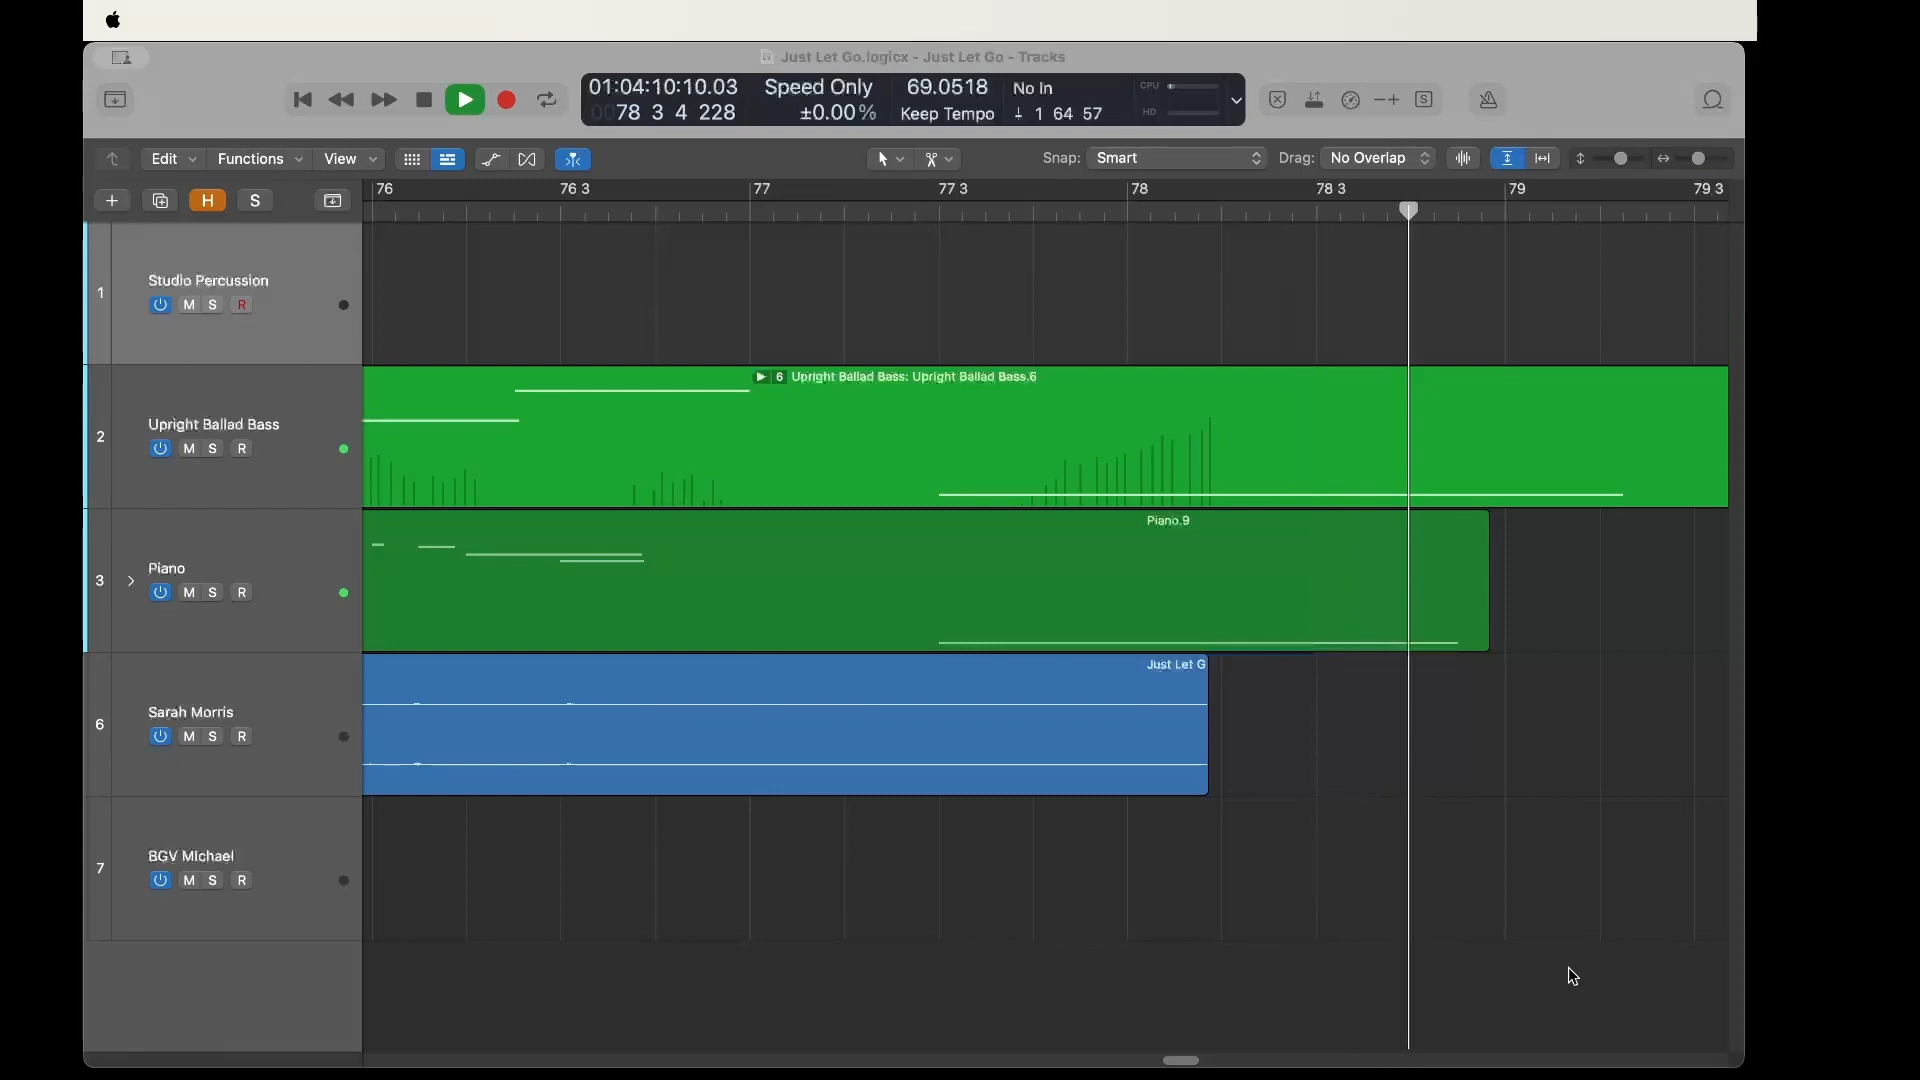 Just Let Go.logicx - Just Let Go - Tracks
01:04:10:10.03 Speed Only 69.0518 No In CPU
0078 3 4 228 ±0.00% Keep Tempo 1 64 57 HD
S
Edit Functions View Snap: Smart Drag: No Overlap
H S
76 76 3 77 77 3 78 78 3 79 79 3
1 Studio Percussion
M S R
6 Upright Ballad Bass: Upright Ballad Bass.6
2 Upright Ballad Bass
M S R
Piano.9
3 Piano
M S R
Just Let G
6 Sarah Morris
M S R
7 BGV Michael
M S R